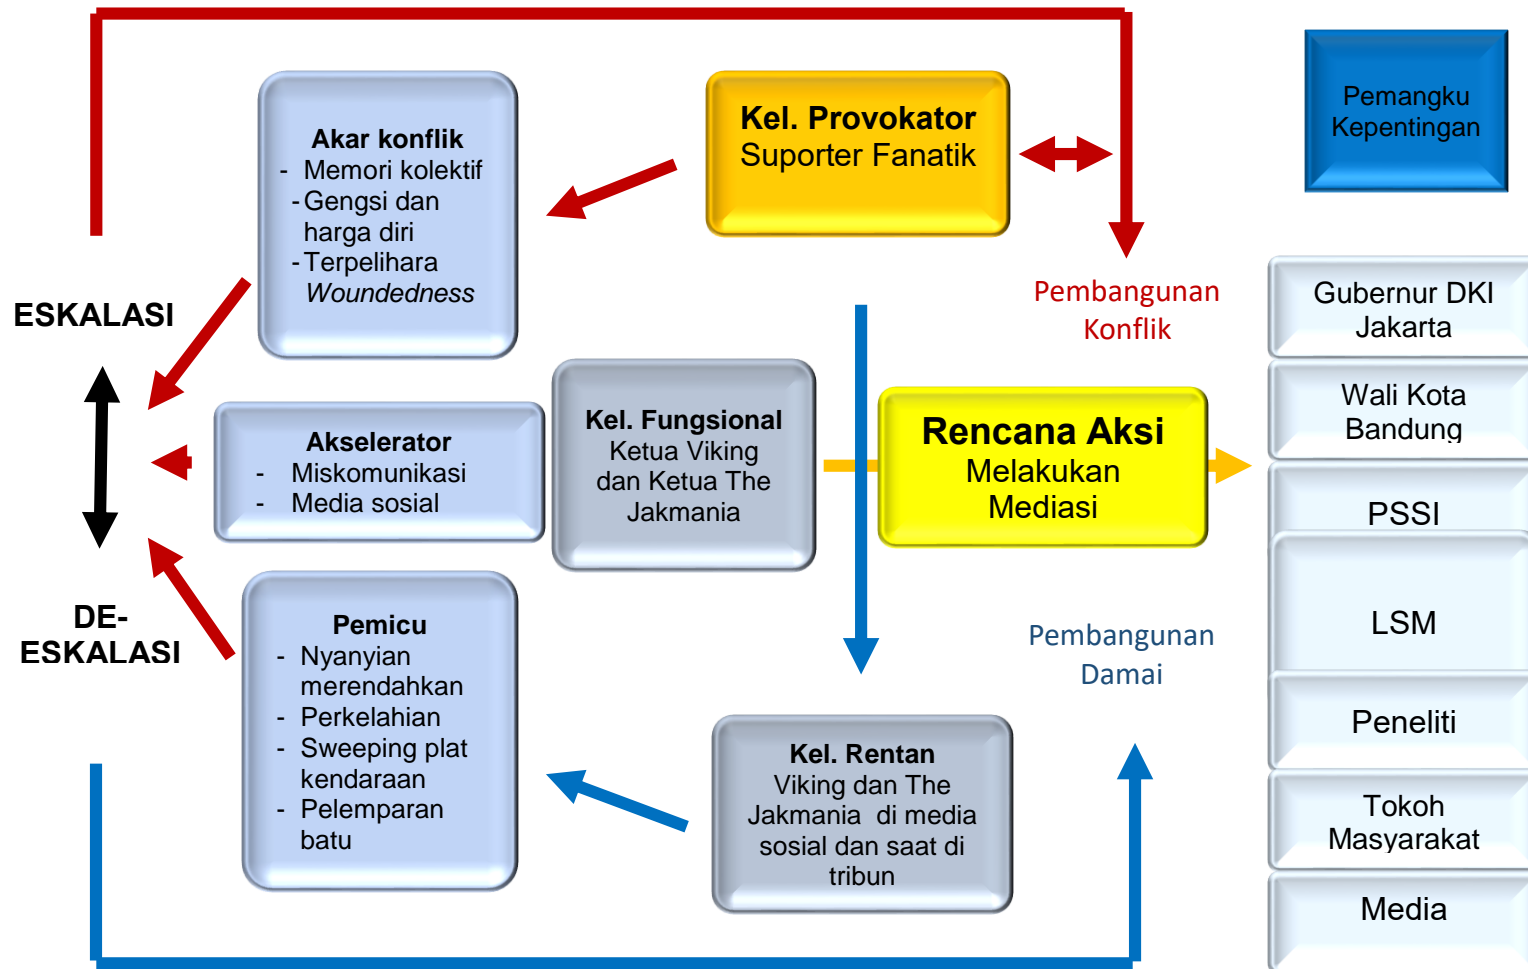 Akar konflik
- Memori kolektif
- Gengsi dan
harga diri
- Terpelihara
Woundedness
Kel. Provokator
Suporter Fanatik
Pemangku
Kepentingan
ESKALASI
DE-
ESKALASI
Akselerator
- Miskomunikasi
- Media sosial
Kel. Fungsional
Ketua Viking
dan Ketua The
Jakmania
Pembangunan
Konflik
Rencana Aksi
Melakukan
Mediasi
Pemicu
- Nyanyian
merendahkan
- Perkelahian
- Sweeping plat
kendaraan
- Pelemparan
batu
Kel. Rentan
Viking dan The
Jakmania di media
sosial dan saat di
tribun
Pembangunan
Damai
Gubernur DKI
Jakarta
Wali Kota
Bandung
PSSI
LSM
Peneliti
Tokoh
Masyarakat
Media